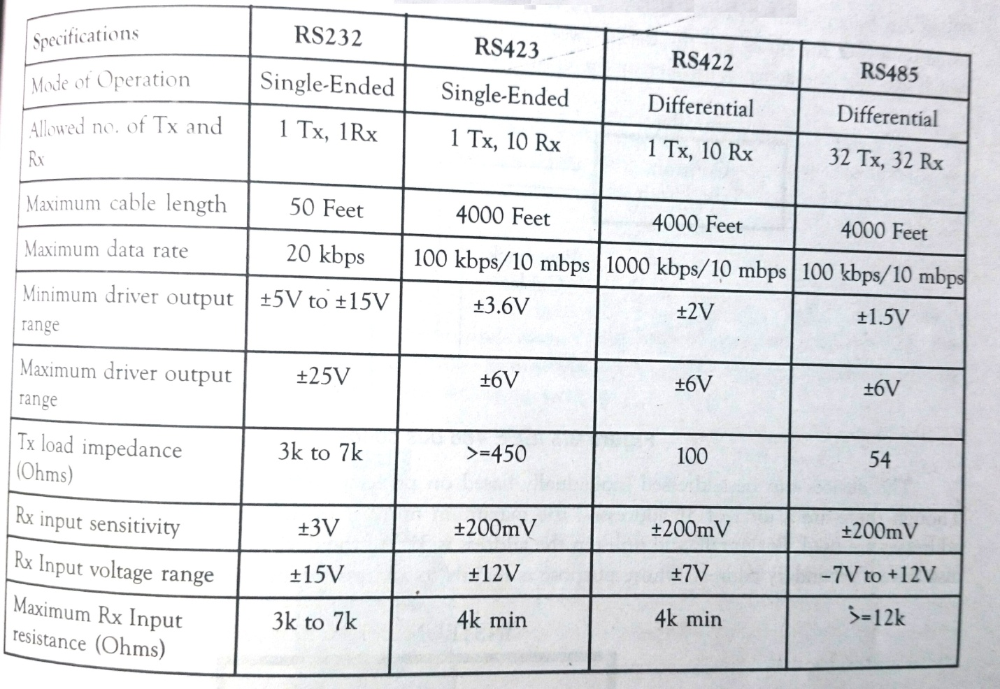 Specifications RS232 RS423 RS422 RS485
Mode of Operation Single-Ended Single-Ended Differential Differential
Allowed no. of Tx and 1 Tx, 1Rx 1 Tx, 10 Rx 1 Tx, 10 Rx 32 Tx, 32 Rx
Rx
Maximum cable length 50 Feet 4000 Feet 4000 Feet 4000 Feet
Maximum data rate 20 kbps 100 kbps/10 mbps 1000 kbps/10 mbps 100 kbps/10 mbps
Minimum driver output ±5V to ±15V ±3.6V ±2V ±1.5V
range
Maximum driver output ±25V ±6V ±6V ±6V
range
Tx load impedance 3k to 7k >=450 100 54
(Ohms)
Rx input sensitivity ±3V ±200mV ±200mV ±200mV
Rx Input voltage range ±15V ±12V ±7V -7V to +12V
Maximum Rx Input 3k to 7k 4k min 4k min >=12k
resistance (Ohms)